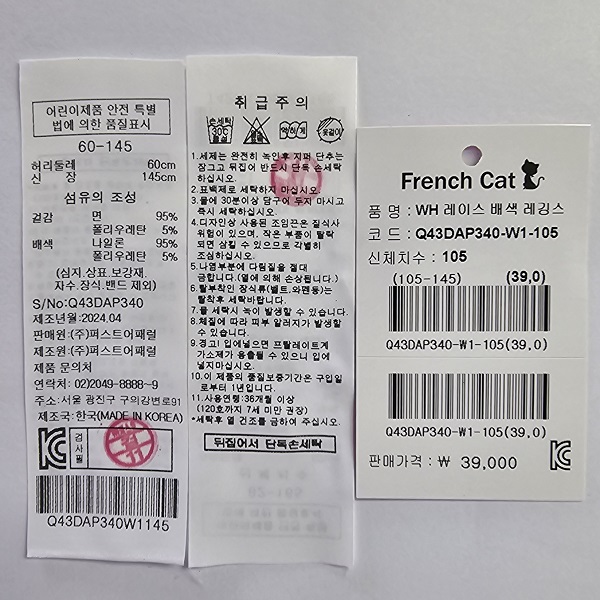 어린이제품 안전 특별
법에 의한 품질표시
60-145
허리둘레 60cm
신 장 145cm
섬유의 조성
겉감 면 95%
폴리우레탄 5%
배색 나일론 95%
폴리우레탄 5%
(심지.상표.보강재.
자수.장식.밴드 제외)
S/No:Q43DAP340
제조년월:2024.04
판매원:(주)퍼스트어패럴
제조원:(주)퍼스트어패럴
제품 문의처
연락처: 02)2049-8888~9
주소:서울 광진구 구의강변로91
제조국:한국(MADE IN KOREA)
검사필
Q43DAP340W1145
취급주의
손세탁
30℃
중성
약하게
옷걸이
1.세제는 완전히 녹인후 지퍼 단추는
잠그고 뒤집어 반드시 단독 손세탁
하십시오.
2.표백제로 세탁하지 마십시오.
3.물에 30분이상 담구어 두지 마시고
즉시 세탁하십시오.
4.디자인상 사용된 조임끈은 질식사
위험이 있으며, 작은 부품이 탈락
되면 삼킬 수 있으므로 각별히
조심하십시오.
5.나염부분에 다림질을 절대
금합니다.(열에 의해 손상됩니다.)
6.탈부착인 장식류(벨트,와펜등)는
탈착후 세탁바랍니다.
7.물 세탁시 녹이 발생할 수 있습니다.
8.체질에 따라 피부 알러지가 발생할
수 있습니다.
9.경고! 입에넣으면 프탈레이트계
가소제가 용출될 수 있으니 입에
넣지마십시오.
10.이 제품의 품질보증기간은 구입일
로부터 1년입니다.
11.사용연령:36개월 이상
(120호까지 7세 미만 권장)
*세탁후 열 건조를 금하여 주십시오.
뒤집어서 단독손세탁
French Cat
품 명 : WH 레이스 배색 레깅스
코 드 : Q43DAP340-W1-105
신체치수 : 105
(105-145) (39,0)
Q43DAP340-W1-105(39,0)
Q43DAP340-W1-105(39,0)
판매가격 : ₩ 39,000